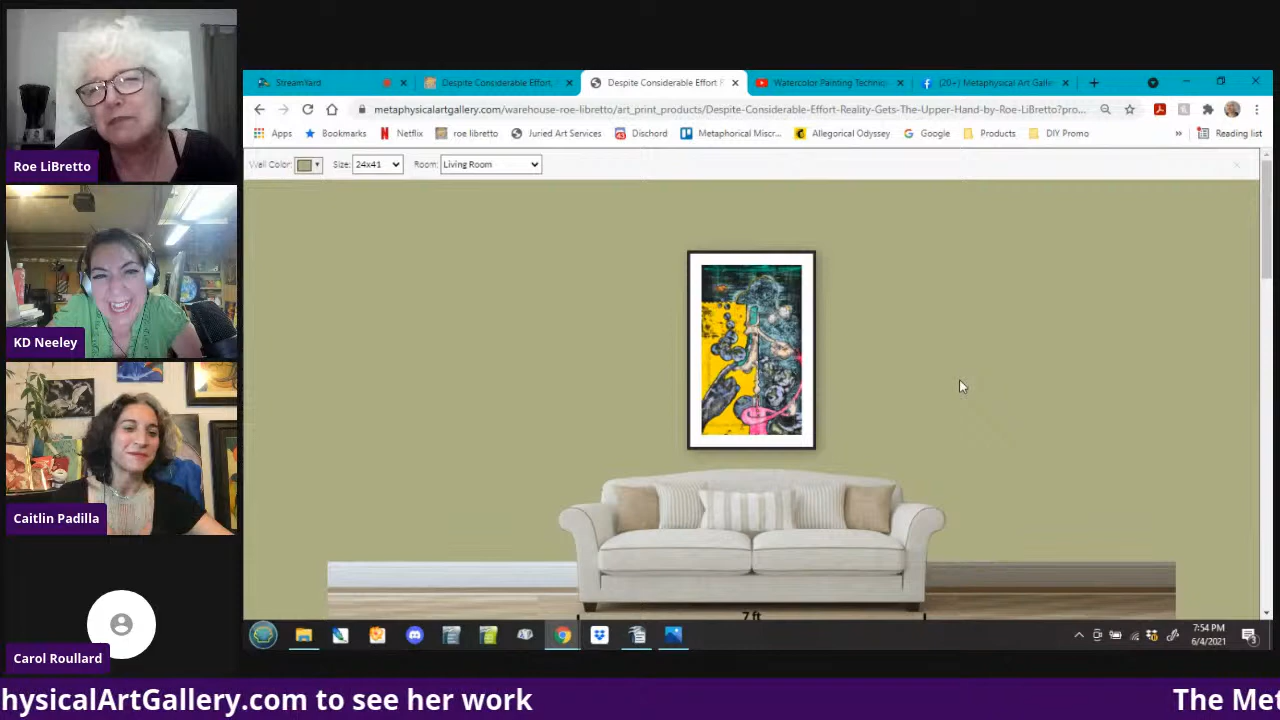 Roe LiBretto
KD Neeley
Caitlin Padilla
Carol Roullard
StreamYard
Despite Considerable Effort
Despite Considerable Effort R
Watercolor Painting Techniqu
(20+) Metaphysical Art Galle
metaphysicalartgallery.com/warehouse-roe-libretto/art_print_products/Despite-Considerable-Effort-Reality-Gets-The-Upper-Hand-by-Roe-LiBretto?pro...
Apps
Bookmarks
Netflix
roe libretto
Juried Art Services
Dischord
Metaphorical Miscr...
Allegorical Odyssey
Google
Products
DIY Promo
»
Reading list
Wall Color:
Size: 24x41
Room: Living Room
7 ft
7:54 PM
6/4/2021
3
hysicalArtGallery.com to see her work
The Met